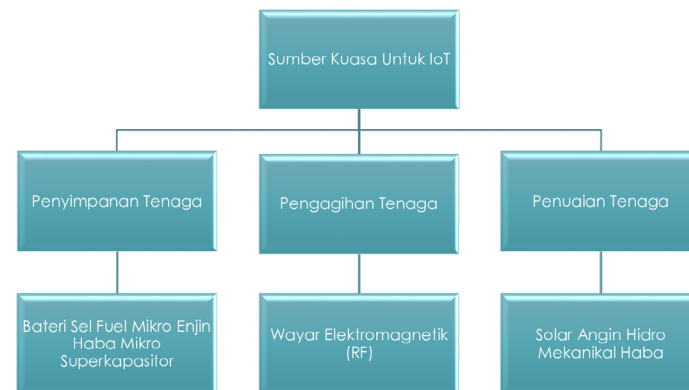 Sumber Kuasa Untuk IoT
Penyimpanan Tenaga
Pengagihan Tenaga
Penuaian Tenaga
Bateri Sel Fuel Mikro Enjin
Haba Mikro
Superkapasitor
Wayar Elektromagnetik
(RF)
Solar Angin Hidro
Mekanikal Haba